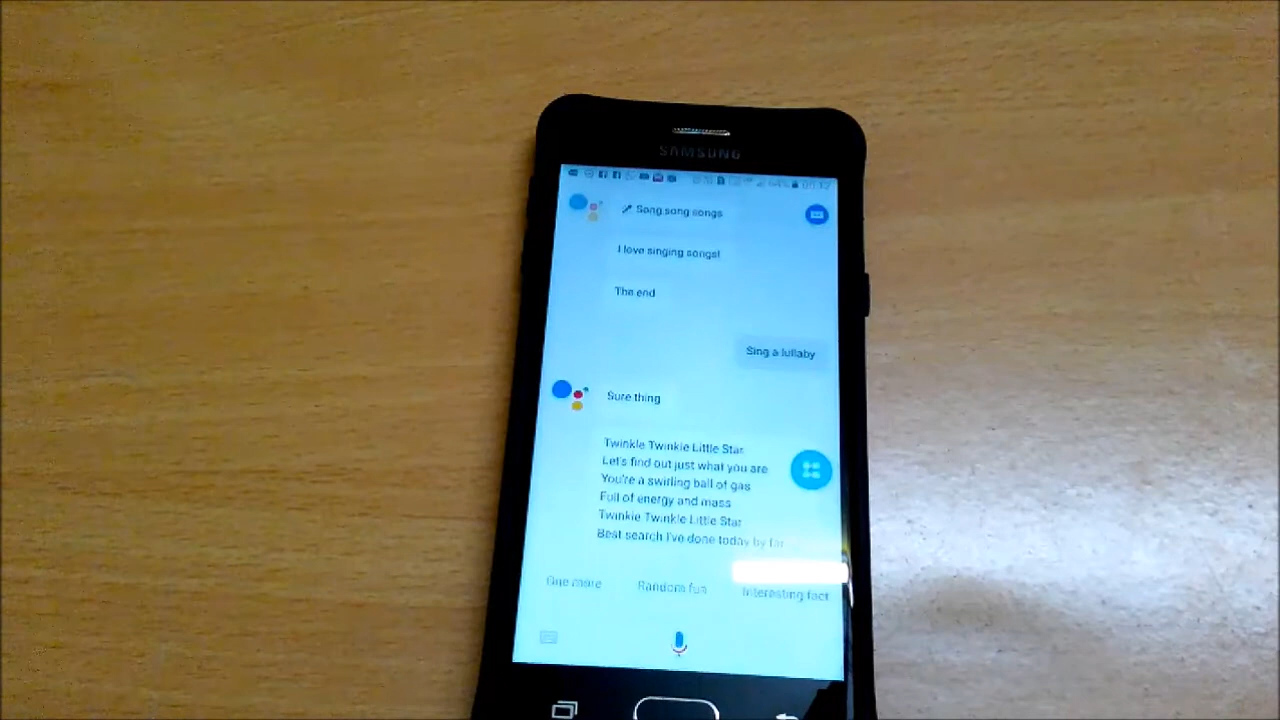 SAMSUNG
Song song songs
I love singing songs!
The end
Sing a lullaby
Sure thing
Twinkle Twinkle Little Star
Let's find out just what you are
You're a swirling ball of gas
Full of energy and mass
Twinkle Twinkle Little Star
Best search I've done today by far
One more
Random fun
Interesting fact